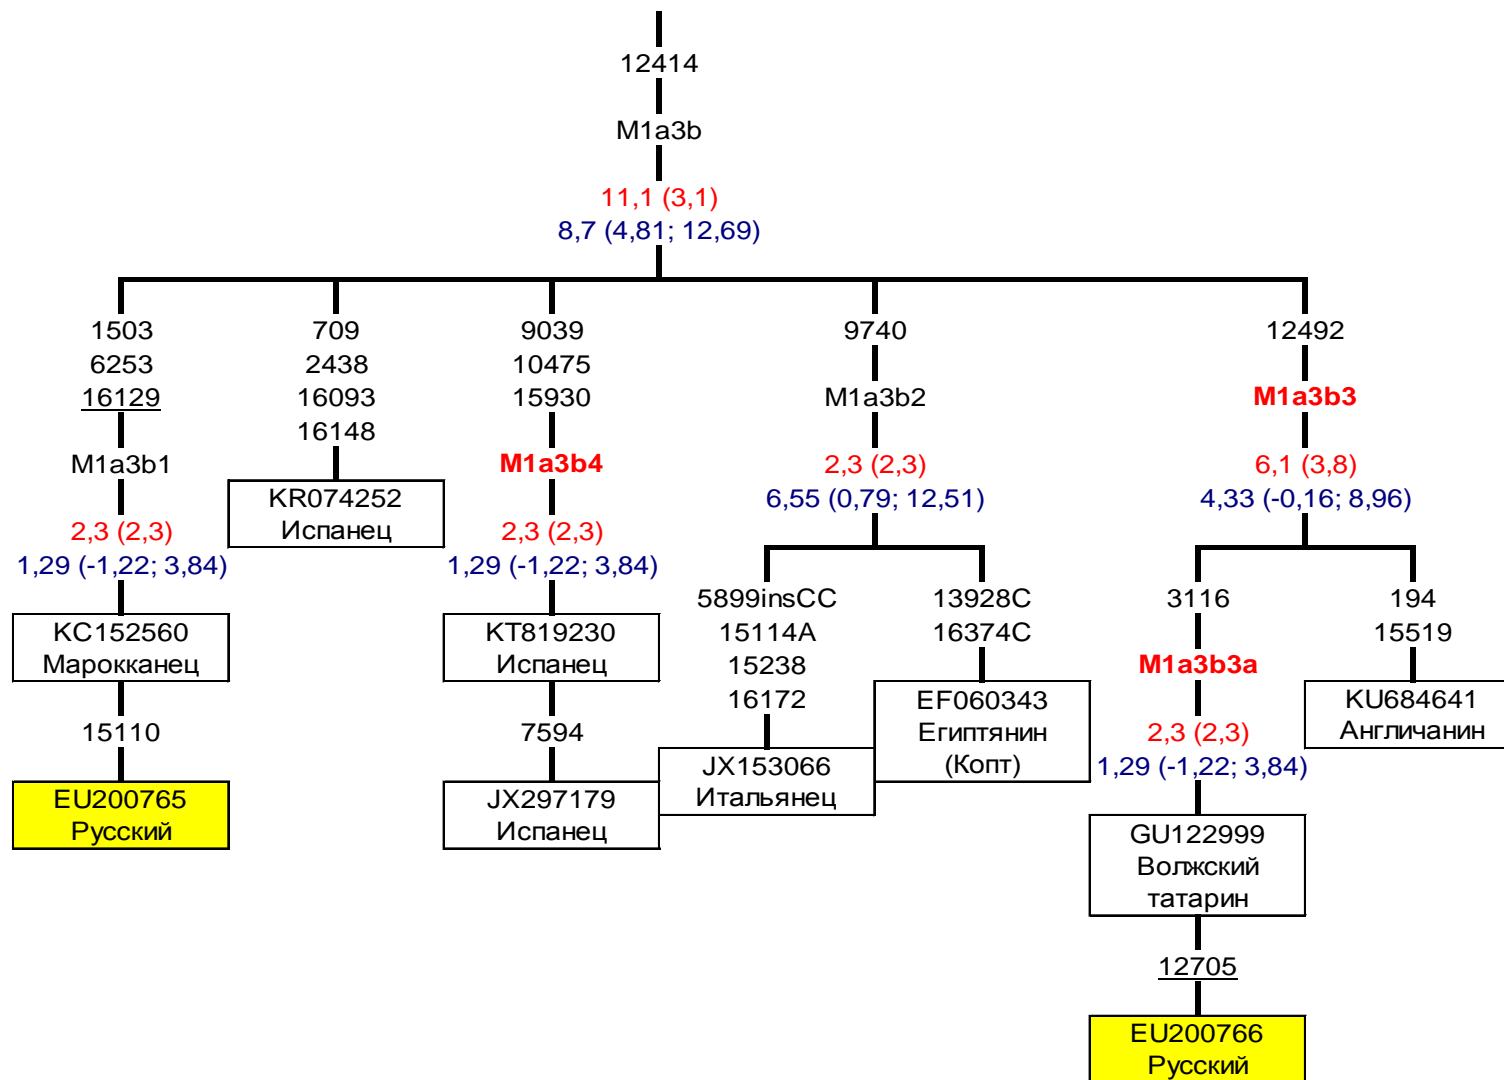 12414
M1a3b
11,1 (3,1)
8,7 (4,81; 12,69)
1503
6253
16129
M1a3b1
2,3 (2,3)
1,29 (-1,22; 3,84)
KC152560
Марокканец
15110
EU200765
Русский
709
2438
16093
16148
KR074252
Испанец
9039
10475
15930
M1a3b4
2,3 (2,3)
1,29 (-1,22; 3,84)
KT819230
Испанец
7594
JX297179
Испанец
9740
M1a3b2
2,3 (2,3)
6,55 (0,79; 12,51)
5899insCC
15114A
15238
16172
JX153066
Итальянец
13928C
16374C
EF060343
Египтянин
(Копт)
12492
M1a3b3
6,1 (3,8)
4,33 (-0,16; 8,96)
3116
M1a3b3a
2,3 (2,3)
1,29 (-1,22; 3,84)
GU122999
Волжский
татарин
12705
EU200766
Русский
194
15519
KU684641
Англичанин